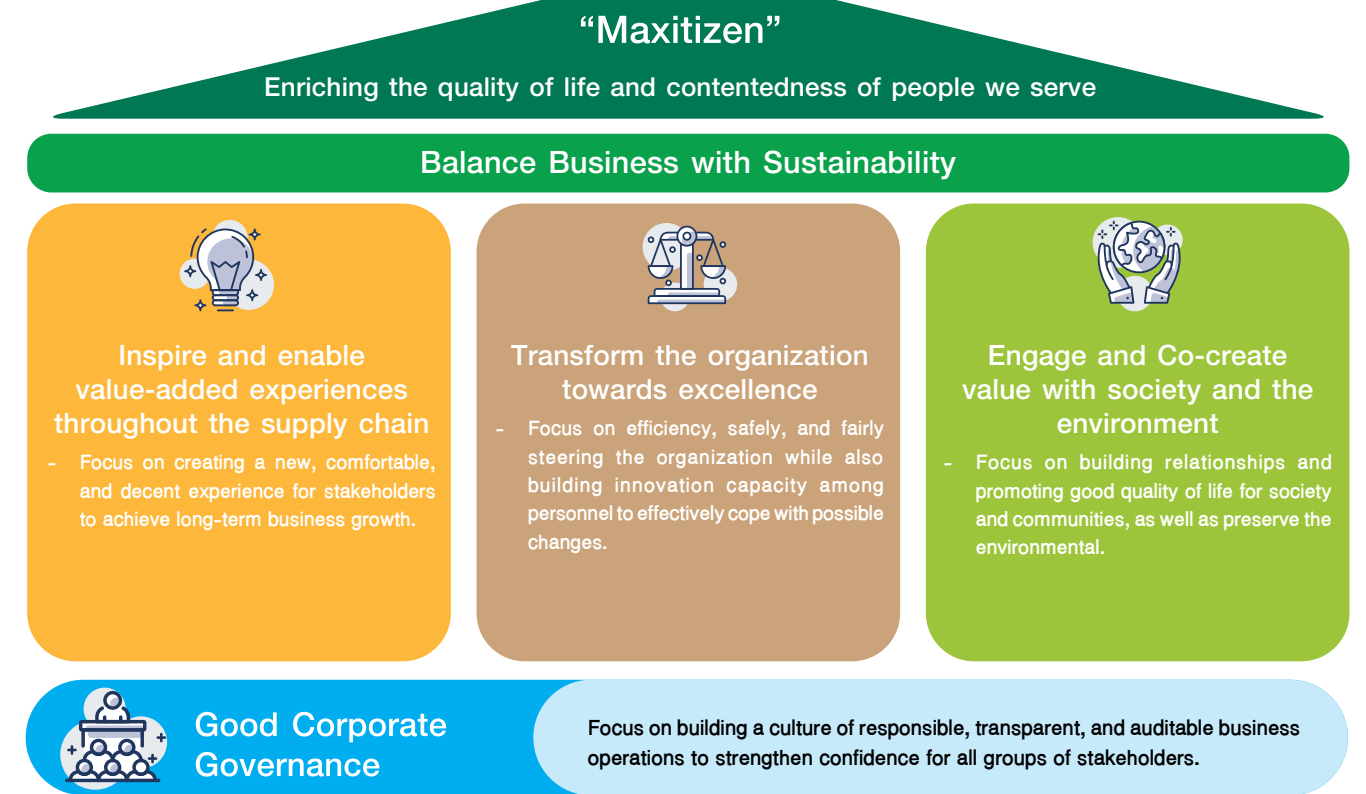 “Maxitizen”
Enriching the quality of life and contentedness of people we serve
Balance Business with Sustainability
Inspire and enable
value-added experiences
throughout the supply chain
- Focus on creating a new, comfortable,
and decent experience for stakeholders
to achieve long-term business growth.
Transform the organization
towards excellence
- Focus on efficiency, safely, and fairly
steering the organization while also
building innovation capacity among
personnel to effectively cope with possible
changes.
Engage and Co-create
value with society and the
environment
- Focus on building relationships and
promoting good quality of life for society
and communities, as well as preserve the
environmental.
Good Corporate
Governance
Focus on building a culture of responsible, transparent, and auditable business
operations to strengthen confidence for all groups of stakeholders.